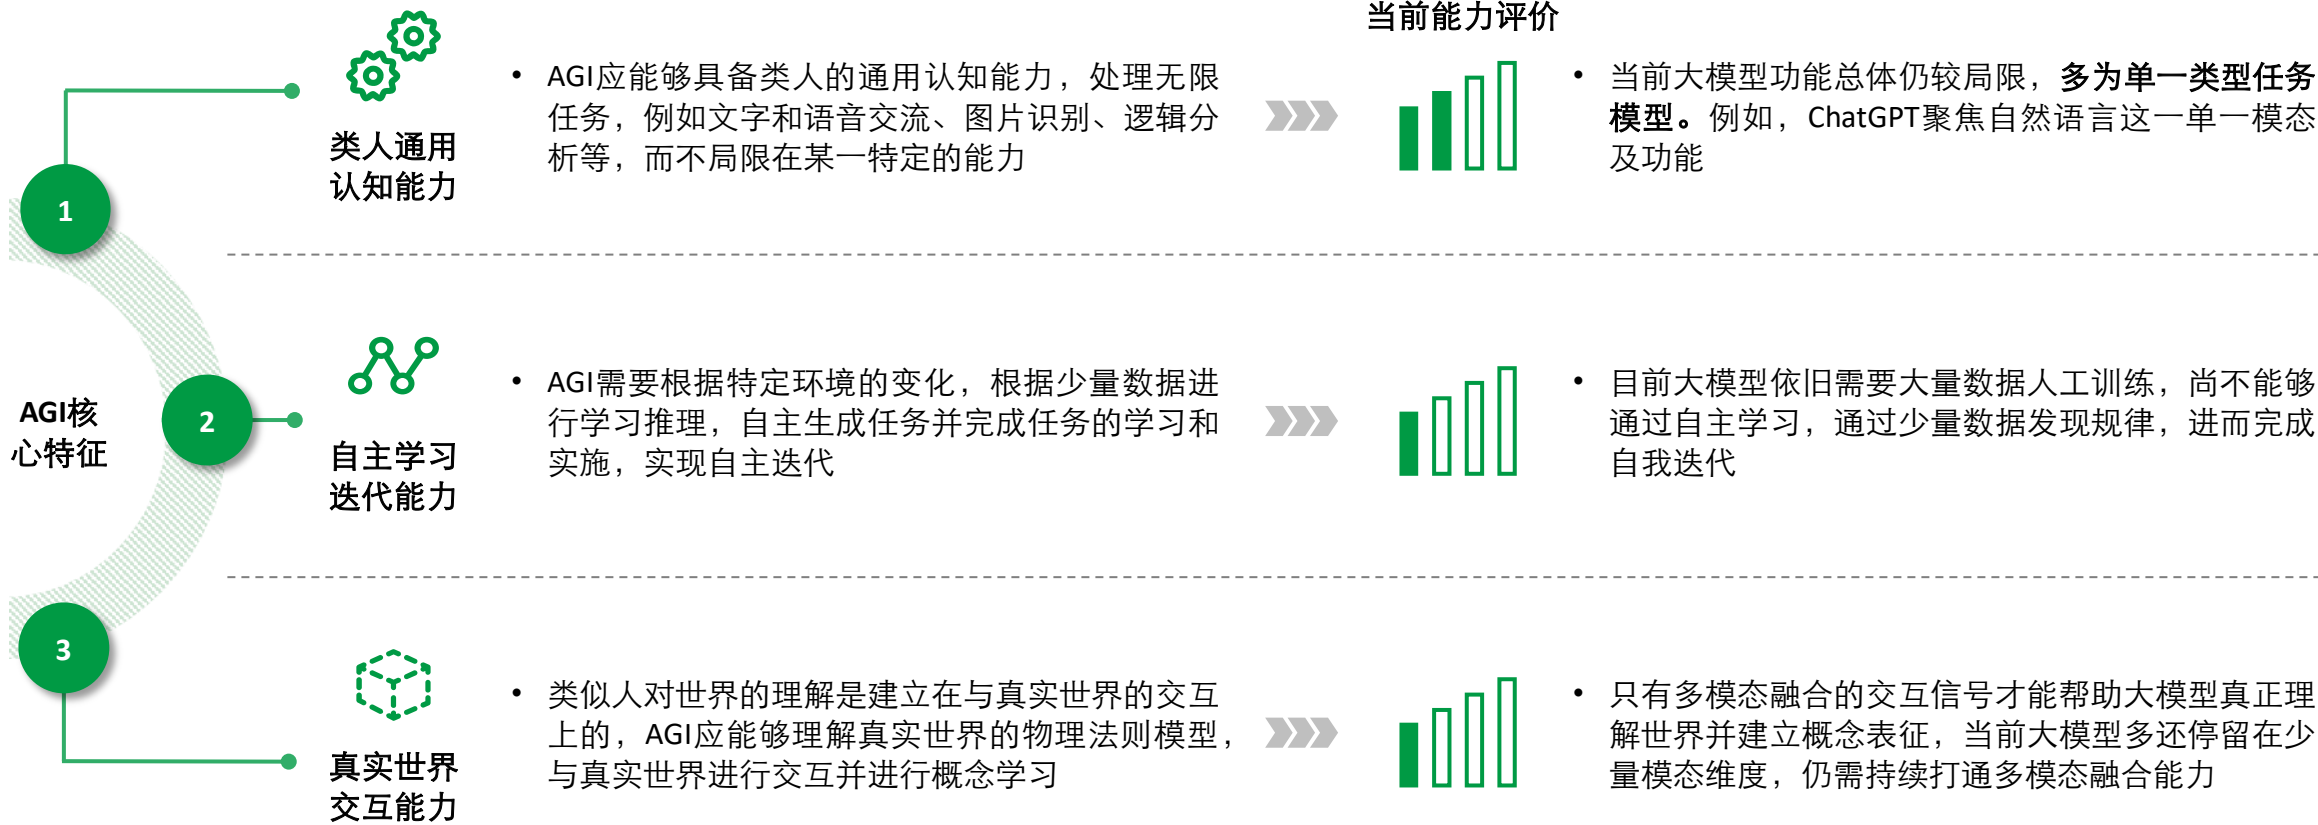 当前能力评价
AGI核
心特征
1
类人通用
认知能力
• AGI应能够具备类人的通用认知能力，处理无限
任务，例如文字和语音交流、图片识别、逻辑分
析等，而不局限在某一特定的能力
• 当前大模型功能总体仍较局限，多为单一类型任务
模型。例如，ChatGPT聚焦自然语言这一单一模态
及功能
2
自主学习
迭代能力
• AGI需要根据特定环境的变化，根据少量数据进
行学习推理，自主生成任务并完成任务的学习和
实施，实现自主迭代
• 目前大模型依旧需要大量数据人工训练，尚不能够
通过自主学习，通过少量数据发现规律，进而完成
自我迭代
3
真实世界
交互能力
• 类似人对世界的理解是建立在与真实世界的交互
上的，AGI应能够理解真实世界的物理法则模型，
与真实世界进行交互并进行概念学习
• 只有多模态融合的交互信号才能帮助大模型真正理
解世界并建立概念表征，当前大模型多还停留在少
量模态维度，仍需持续打通多模态融合能力